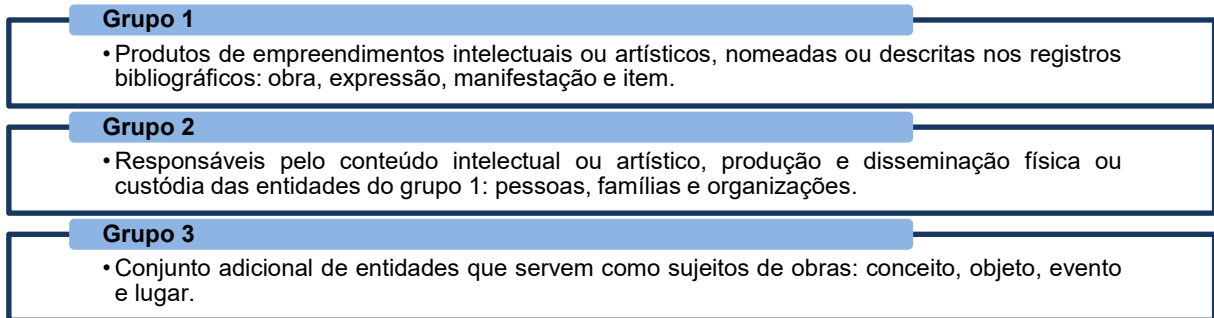 Grupo 1
• Produtos de empreendimentos intelectuais ou artísticos, nomeadas ou descritas nos registros
bibliográficos: obra, expressão, manifestação e item.
Grupo 2
• Responsáveis pelo conteúdo intelectual ou artístico, produção e disseminação física ou
custódia das entidades do grupo 1: pessoas, famílias e organizações.
Grupo 3
• Conjunto adicional de entidades que servem como sujeitos de obras: conceito, objeto, evento
e lugar.